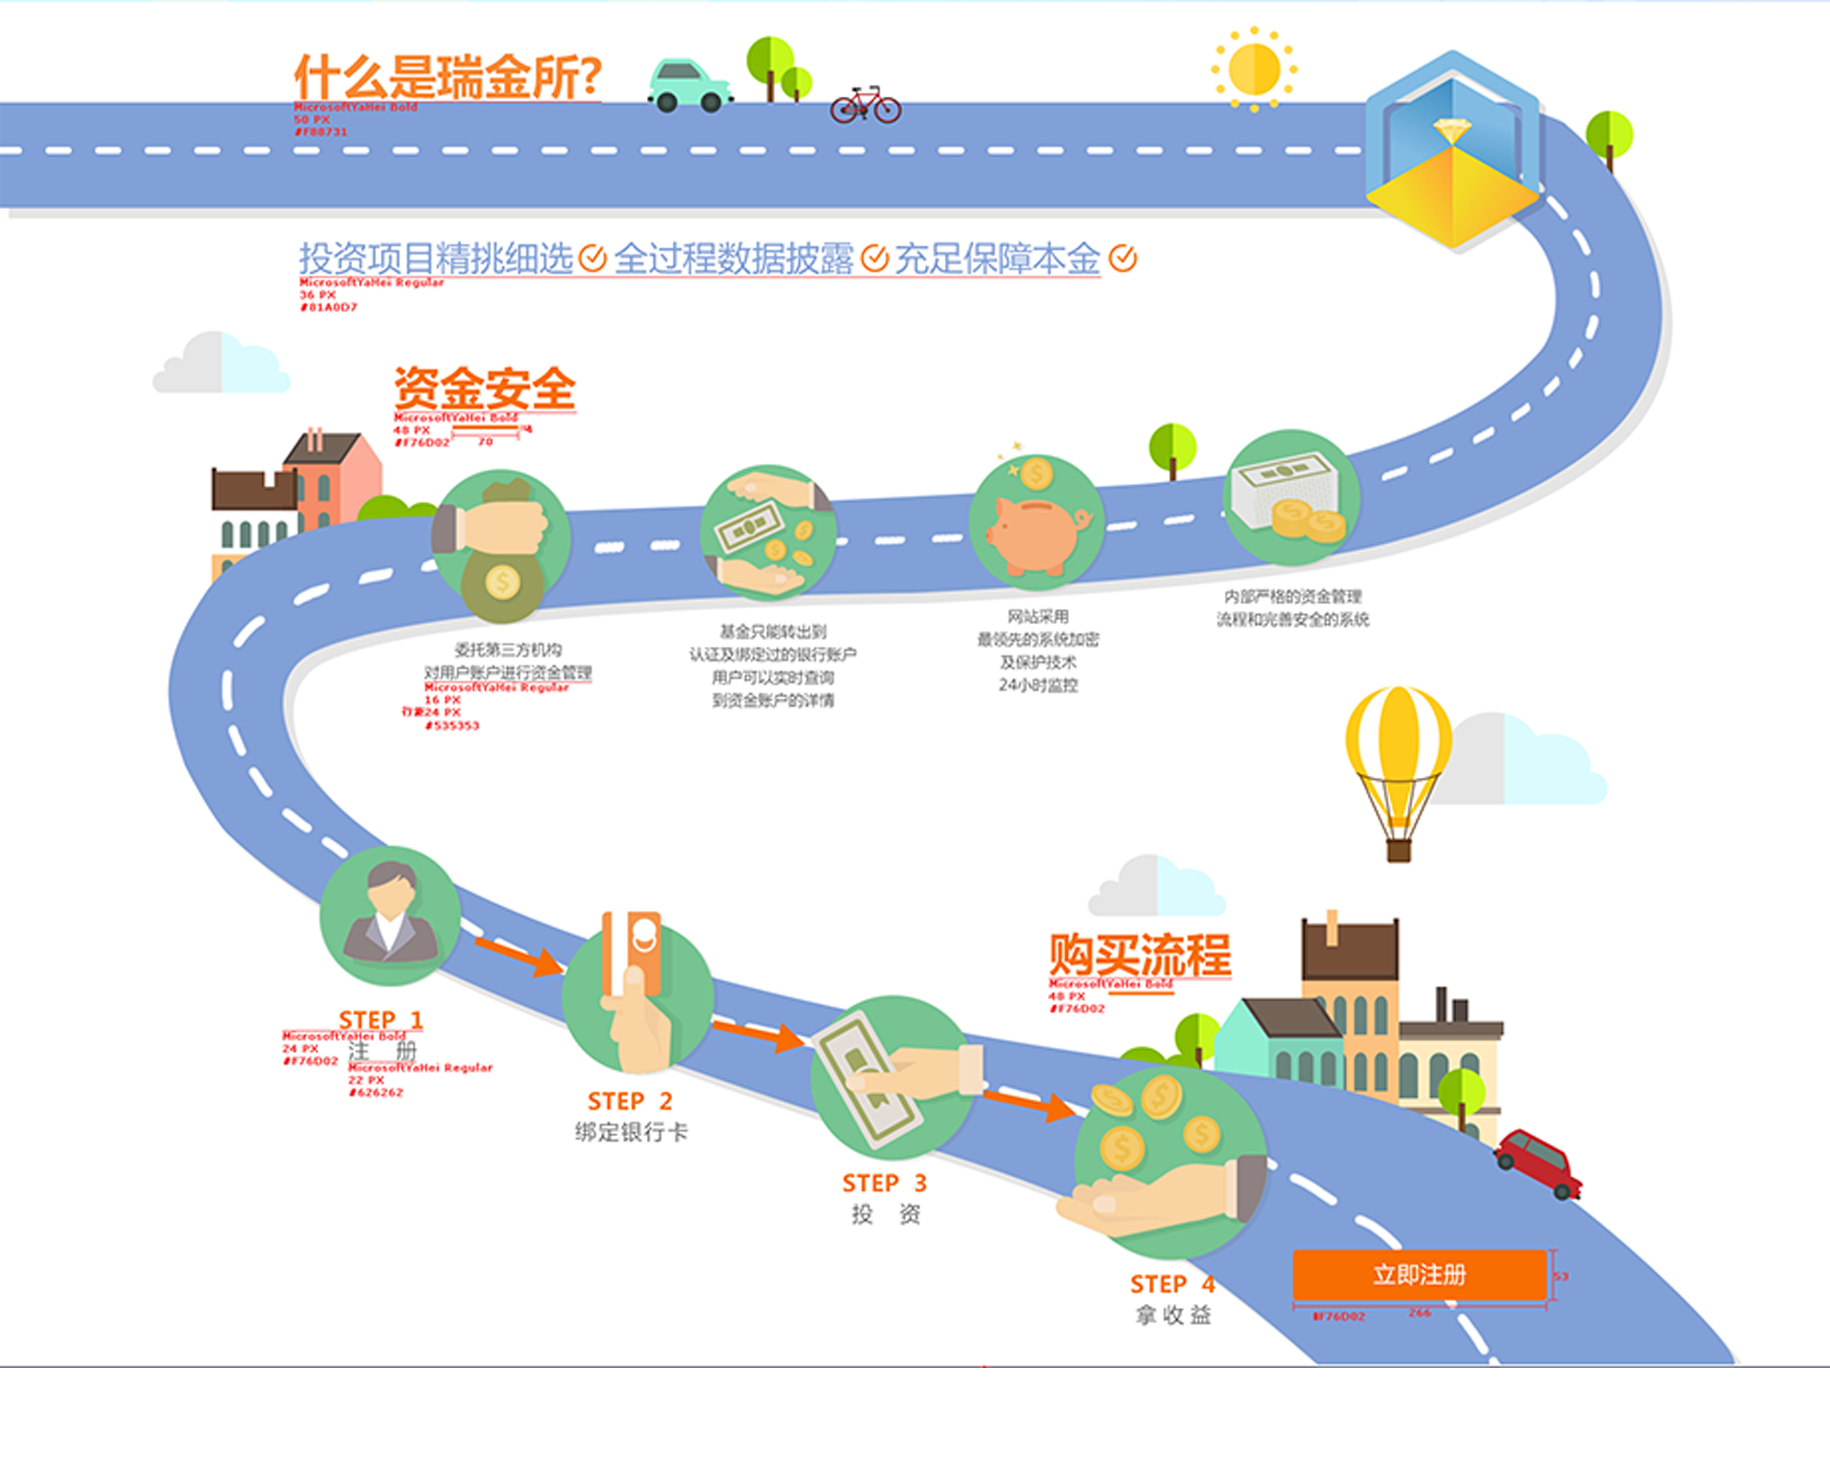 什么是瑞金所?
MicrosoftYaHei Bold
50 PX
#F88731
投资项目精挑细选 全过程数据披露 充足保障本金
MicrosoftYaHei Regular
36 PX
#81A0D7
资金安全
MicrosoftYaHei Bold
48 PX
#F76D02
70
委托第三方机构
对用户账户进行资金管理
MicrosoftYaHei Regular
16 PX
行距24 PX
#535353
基金只能转出到
认证及绑定过的银行账户
用户可以实时查询
到资金账户的详情
网站采用
最领先的系统加密
及保护技术
24小时监控
内部严格的资金管理
流程和完善安全的系统
购买流程
MicrosoftYaHei Bold
48 PX
#F76D02
STEP 1
MicrosoftYaHei Bold
24 PX
#F76D02
注 册
MicrosoftYaHei Regular
22 PX
#626262
STEP 2
绑定银行卡
STEP 3
投 资
STEP 4
拿收益
立即注册
53
266
#F76D02